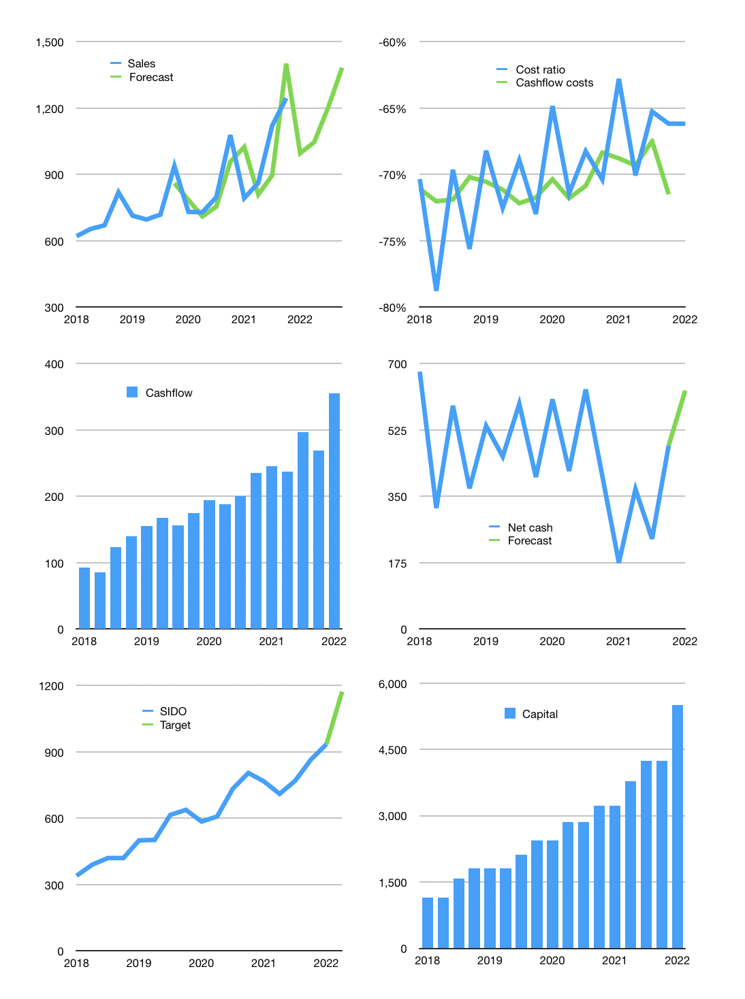 1,500
Sales
Forecast
1,200
900
600
300
2018 2019 2020 2021 2022
-60%
Cost ratio
Cashflow costs
-65%
-70%
-75%
-80%
2018 2019 2020 2021 2022
400
Cashflow
300
200
100
0
2018 2019 2020 2021 2022
700
525
350
Net cash
Forecast
175
0
2018 2019 2020 2021 2022
1200
SIDO
Target
900
600
300
0
2018 2019 2020 2021 2022
6,000
Capital
4,500
3,000
1,500
0
2018 2019 2020 2021 2022